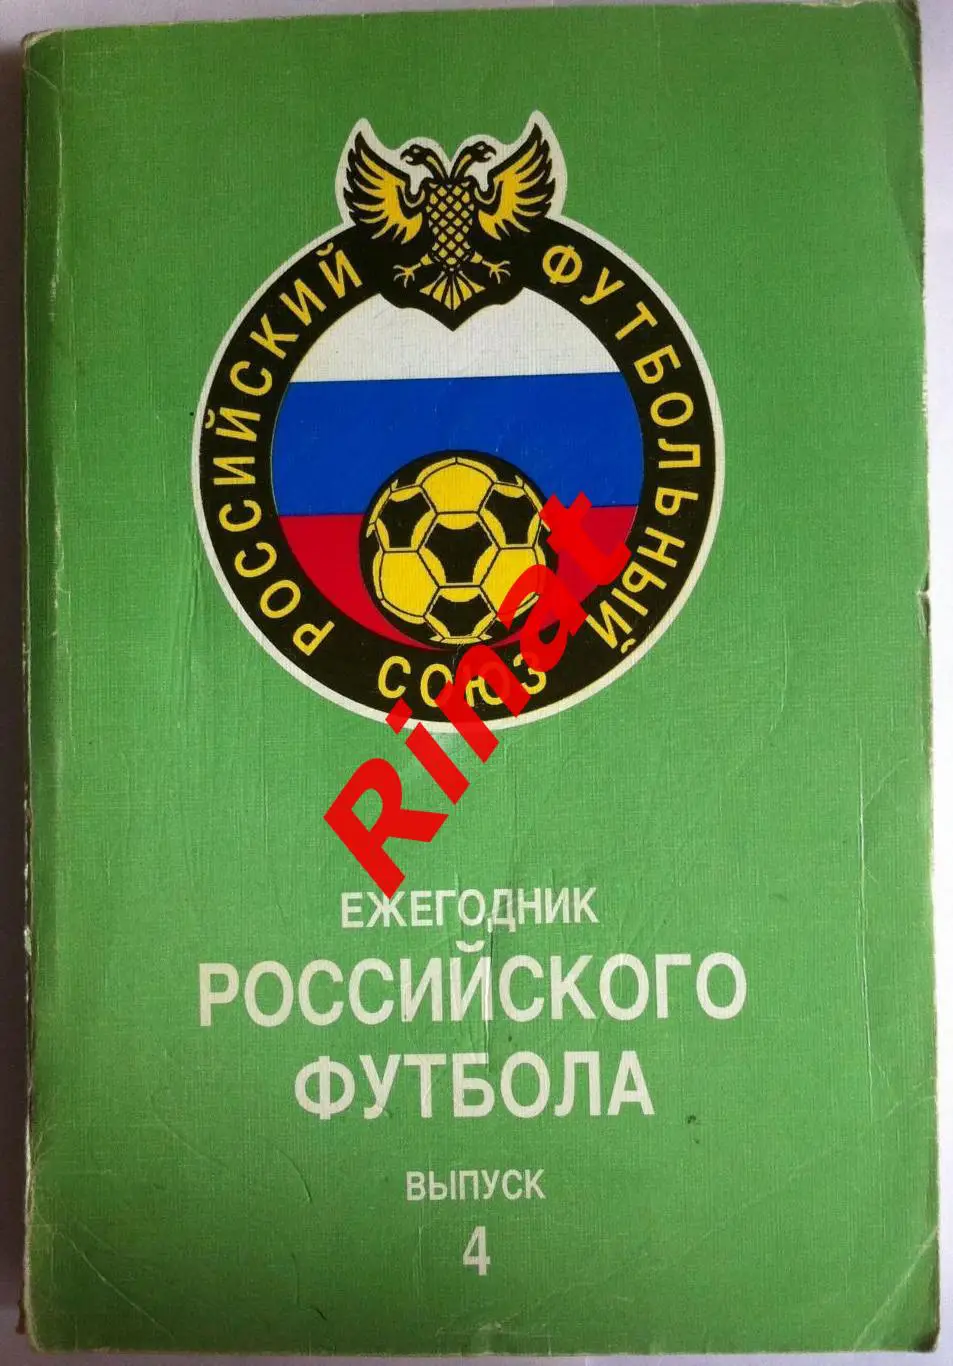 РОССИЙСКИЙ ФУТБОЛЬНЫЙ
СОЮЗ
Rinat
ЕЖЕГОДНИК
РОССИЙСКОГО
ФУТБОЛА
ВЫПУСК
4